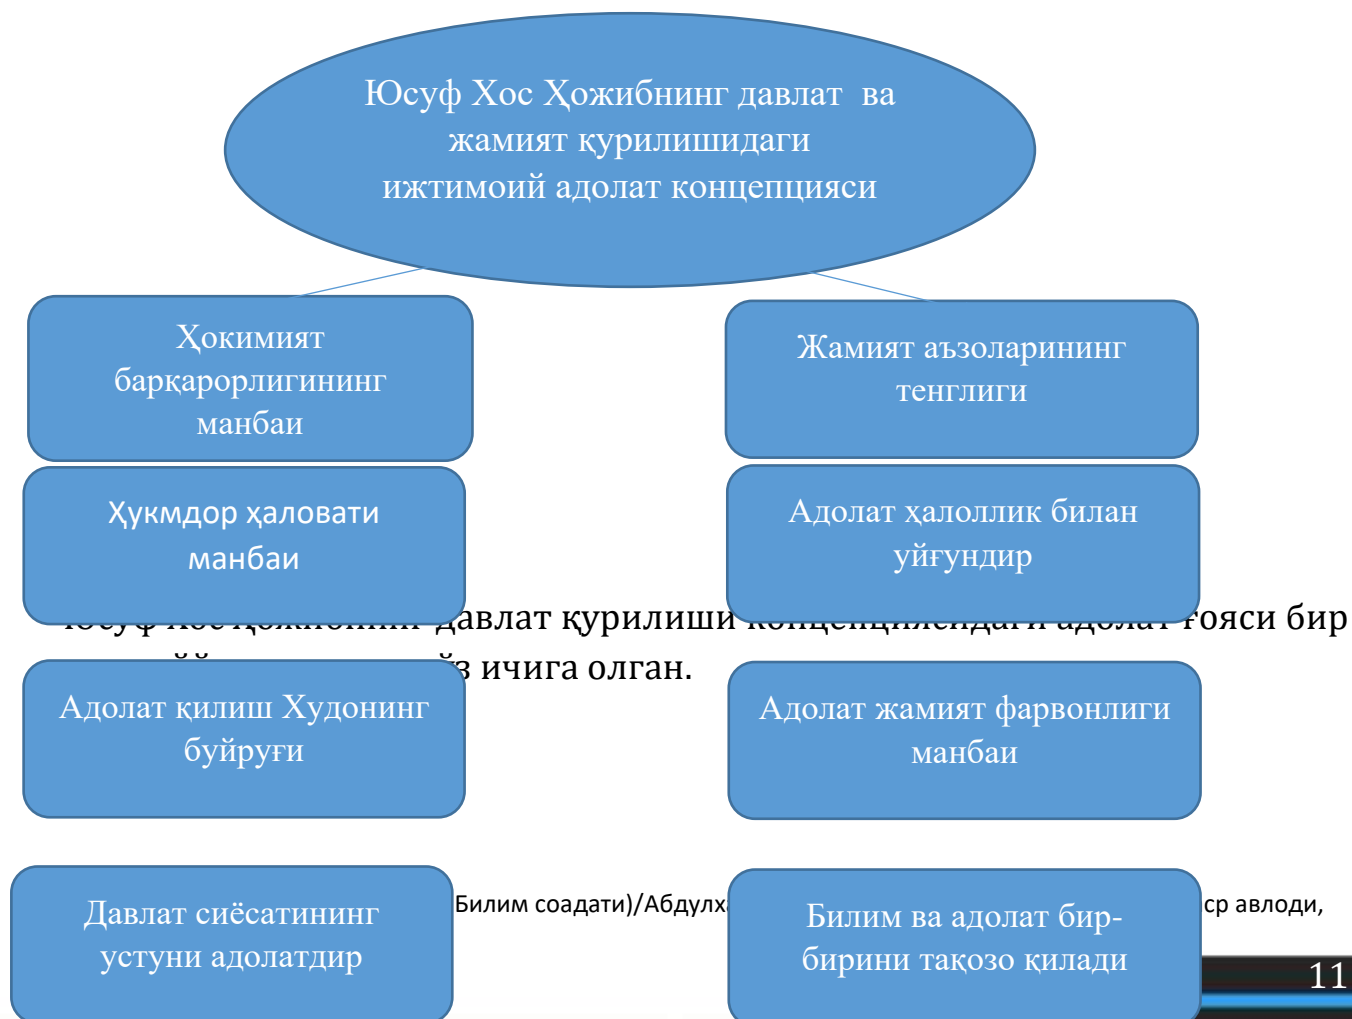 Юсуф Хос Ҳожибнинг давлат ва
жамият қурилишидаги
ижтимоий адолат концепцияси
Ҳокимият
барқарорлигининг
манбаи
Жамият аъзоларининг
тенглиги
Ҳукмдор ҳаловати
манбаи
Адолат ҳалоллик билан
уйғундир
давлат қурилиши ғояси бир
ичига олган.
Адолат қилиш Худонинг
буйруғи
Адолат жамият фарвонлиги
манбаи
Давлат сиёсатининг
устуни адолатдир
Билим соадати)/Абдулх авлоди,
Билим ва адолат бир-
бирини тақозо қилади
11